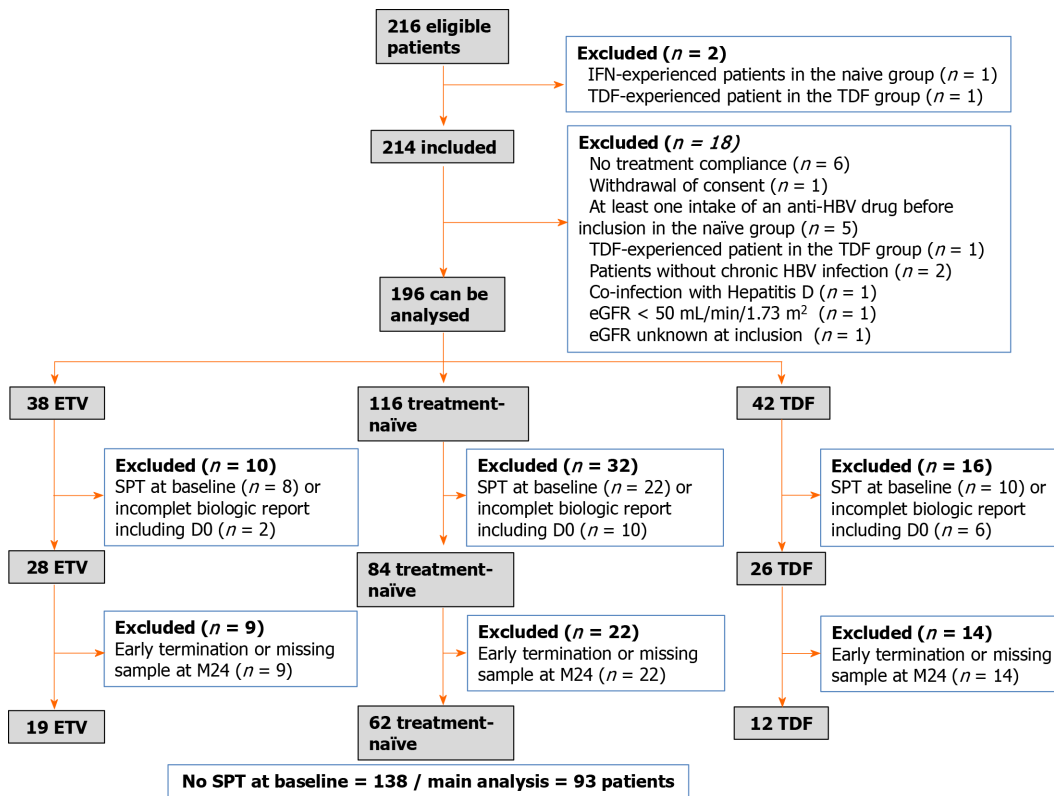 216 eligible
patients
Excluded (n = 2)
IFN-experienced patients in the naive group (n = 1)
TDF-experienced patient in the TDF group (n = 1)
214 included
Excluded (n = 18)
No treatment compliance (n = 6)
Withdrawal of consent (n = 1)
At least one intake of an anti-HBV drug before
inclusion in the naïve group (n = 5)
TDF-experienced patient in the TDF group (n = 1)
Patients without chronic HBV infection (n = 2)
Co-infection with Hepatitis D (n = 1)
eGFR < 50 mL/min/1.73 m² (n = 1)
eGFR unknown at inclusion (n = 1)
196 can be
analysed
38 ETV
116 treatment-
naïve
42 TDF
Excluded (n = 10)
SPT at baseline (n = 8) or
incomplet biologic report
including D0 (n = 2)
Excluded (n = 32)
SPT at baseline (n = 22) or
incomplet biologic report
including D0 (n = 10)
Excluded (n = 16)
SPT at baseline (n = 10) or
incomplet biologic report
including D0 (n = 6)
28 ETV
84 treatment-
naïve
26 TDF
Excluded (n = 9)
Early termination or missing
sample at M24 (n = 9)
Excluded (n = 22)
Early termination or missing
sample at M24 (n = 22)
Excluded (n = 14)
Early termination or missing
sample at M24 (n = 14)
19 ETV
62 treatment-
naïve
12 TDF
No SPT at baseline = 138 / main analysis = 93 patients